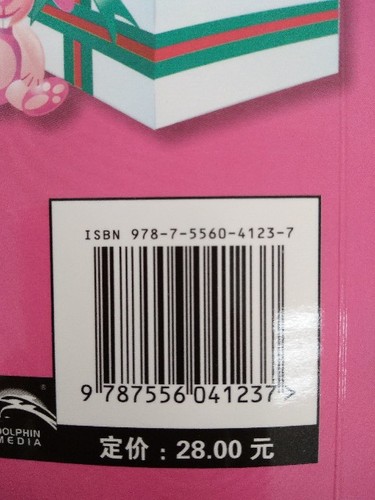 ISBN 978-7-5560-4123-7
9 787556 041237 >
DOLPHIN
MEDIA
定价：28.00 元